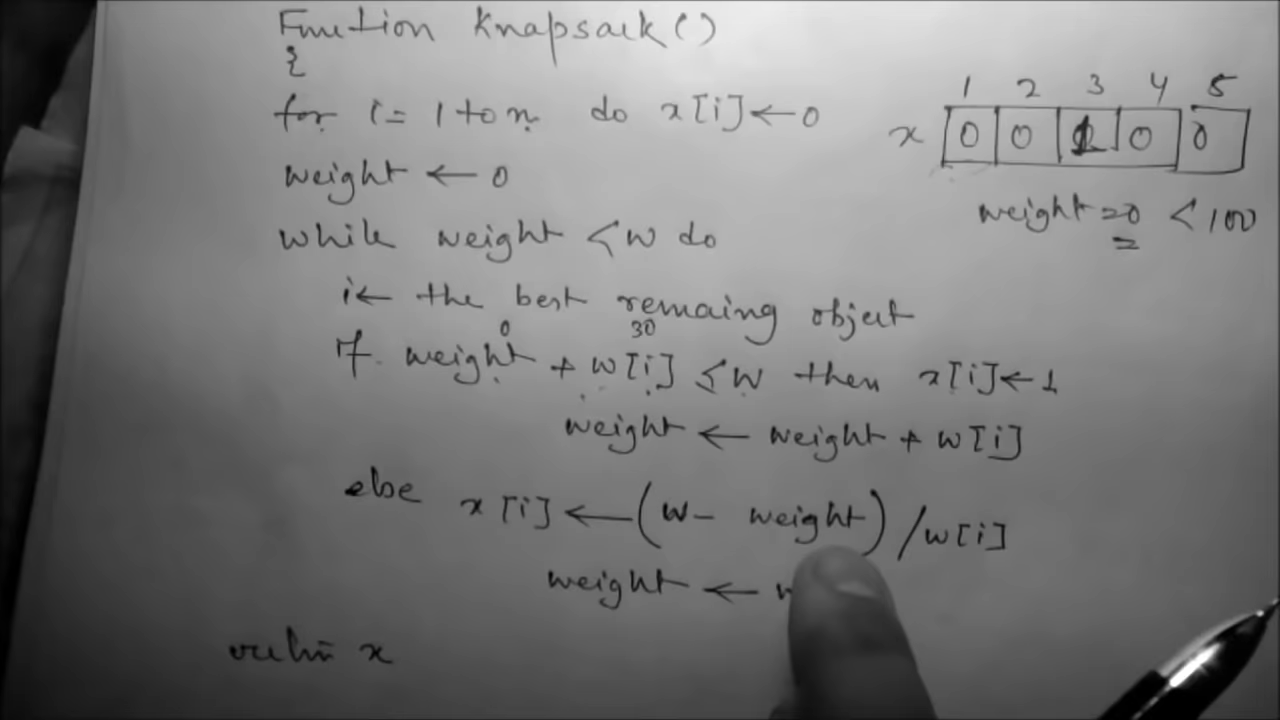 Function Knapsack()
{
for i = 1 to n do x[i] ← 0
weight ← 0
while weight < W do
i ← the best remaing object
0 30
If weight + w[i] ≤ W then x[i] ← 1
weight ← weight + w[i]
else x[i] ← (W - weight) / w[i]
weight ←
return x
1 2 3 4 5
x 0 0 1 0 0
weight = 0 < 100